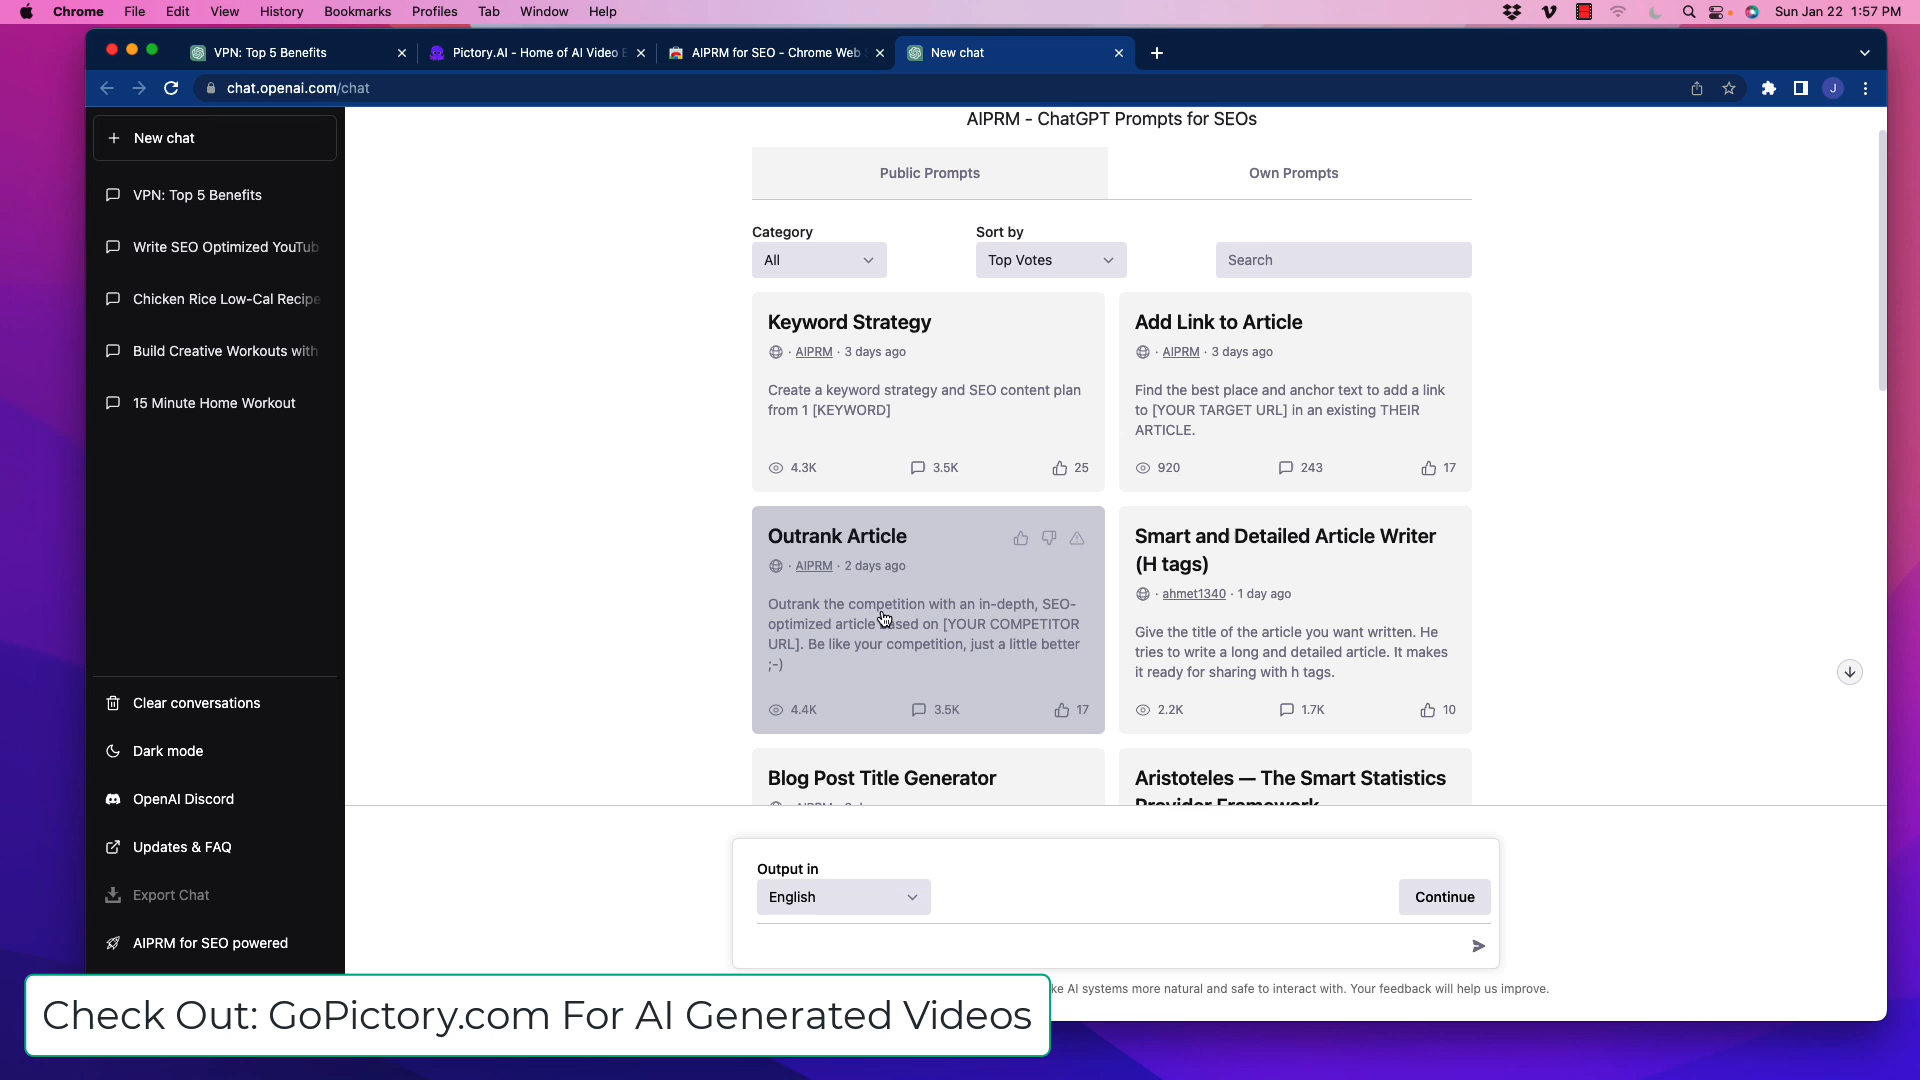 Chrome File Edit View History Bookmarks Profiles Tab Window Help Sun Jan 22 1:57 PM
VPN: Top 5 Benefits
Pictory.AI - Home of AI Video E
AIPRM for SEO - Chrome Web
New chat
chat.openai.com/chat
J
New chat
VPN: Top 5 Benefits
Write SEO Optimized YouTub
Chicken Rice Low-Cal Recipe
Build Creative Workouts with
15 Minute Home Workout
Clear conversations
Dark mode
OpenAI Discord
Updates & FAQ
Export Chat
AIPRM for SEO powered
AIPRM - ChatGPT Prompts for SEOs
Public Prompts
Own Prompts
Category
All
Sort by
Top Votes
Search
Keyword Strategy
· AIPRM · 3 days ago
Create a keyword strategy and SEO content plan
from 1 [KEYWORD]
4.3K 3.5K 25
Add Link to Article
· AIPRM · 3 days ago
Find the best place and anchor text to add a link
to [YOUR TARGET URL] in an existing THEIR
ARTICLE.
920 243 17
Outrank Article
· AIPRM · 2 days ago
Outrank the competition with an in-depth, SEO-
optimized article based on [YOUR COMPETITOR
URL]. Be like your competition, just a little better
;-)
4.4K 3.5K 17
Smart and Detailed Article Writer
(H tags)
· ahmet1340 · 1 day ago
Give the title of the article you want written. He
tries to write a long and detailed article. It makes
it ready for sharing with h tags.
2.2K 1.7K 10
Blog Post Title Generator
Aristoteles — The Smart Statistics
Provider Framework
Output in
English
Continue
ke AI systems more natural and safe to interact with. Your feedback will help us improve.
Check Out: GoPictory.com For AI Generated Videos